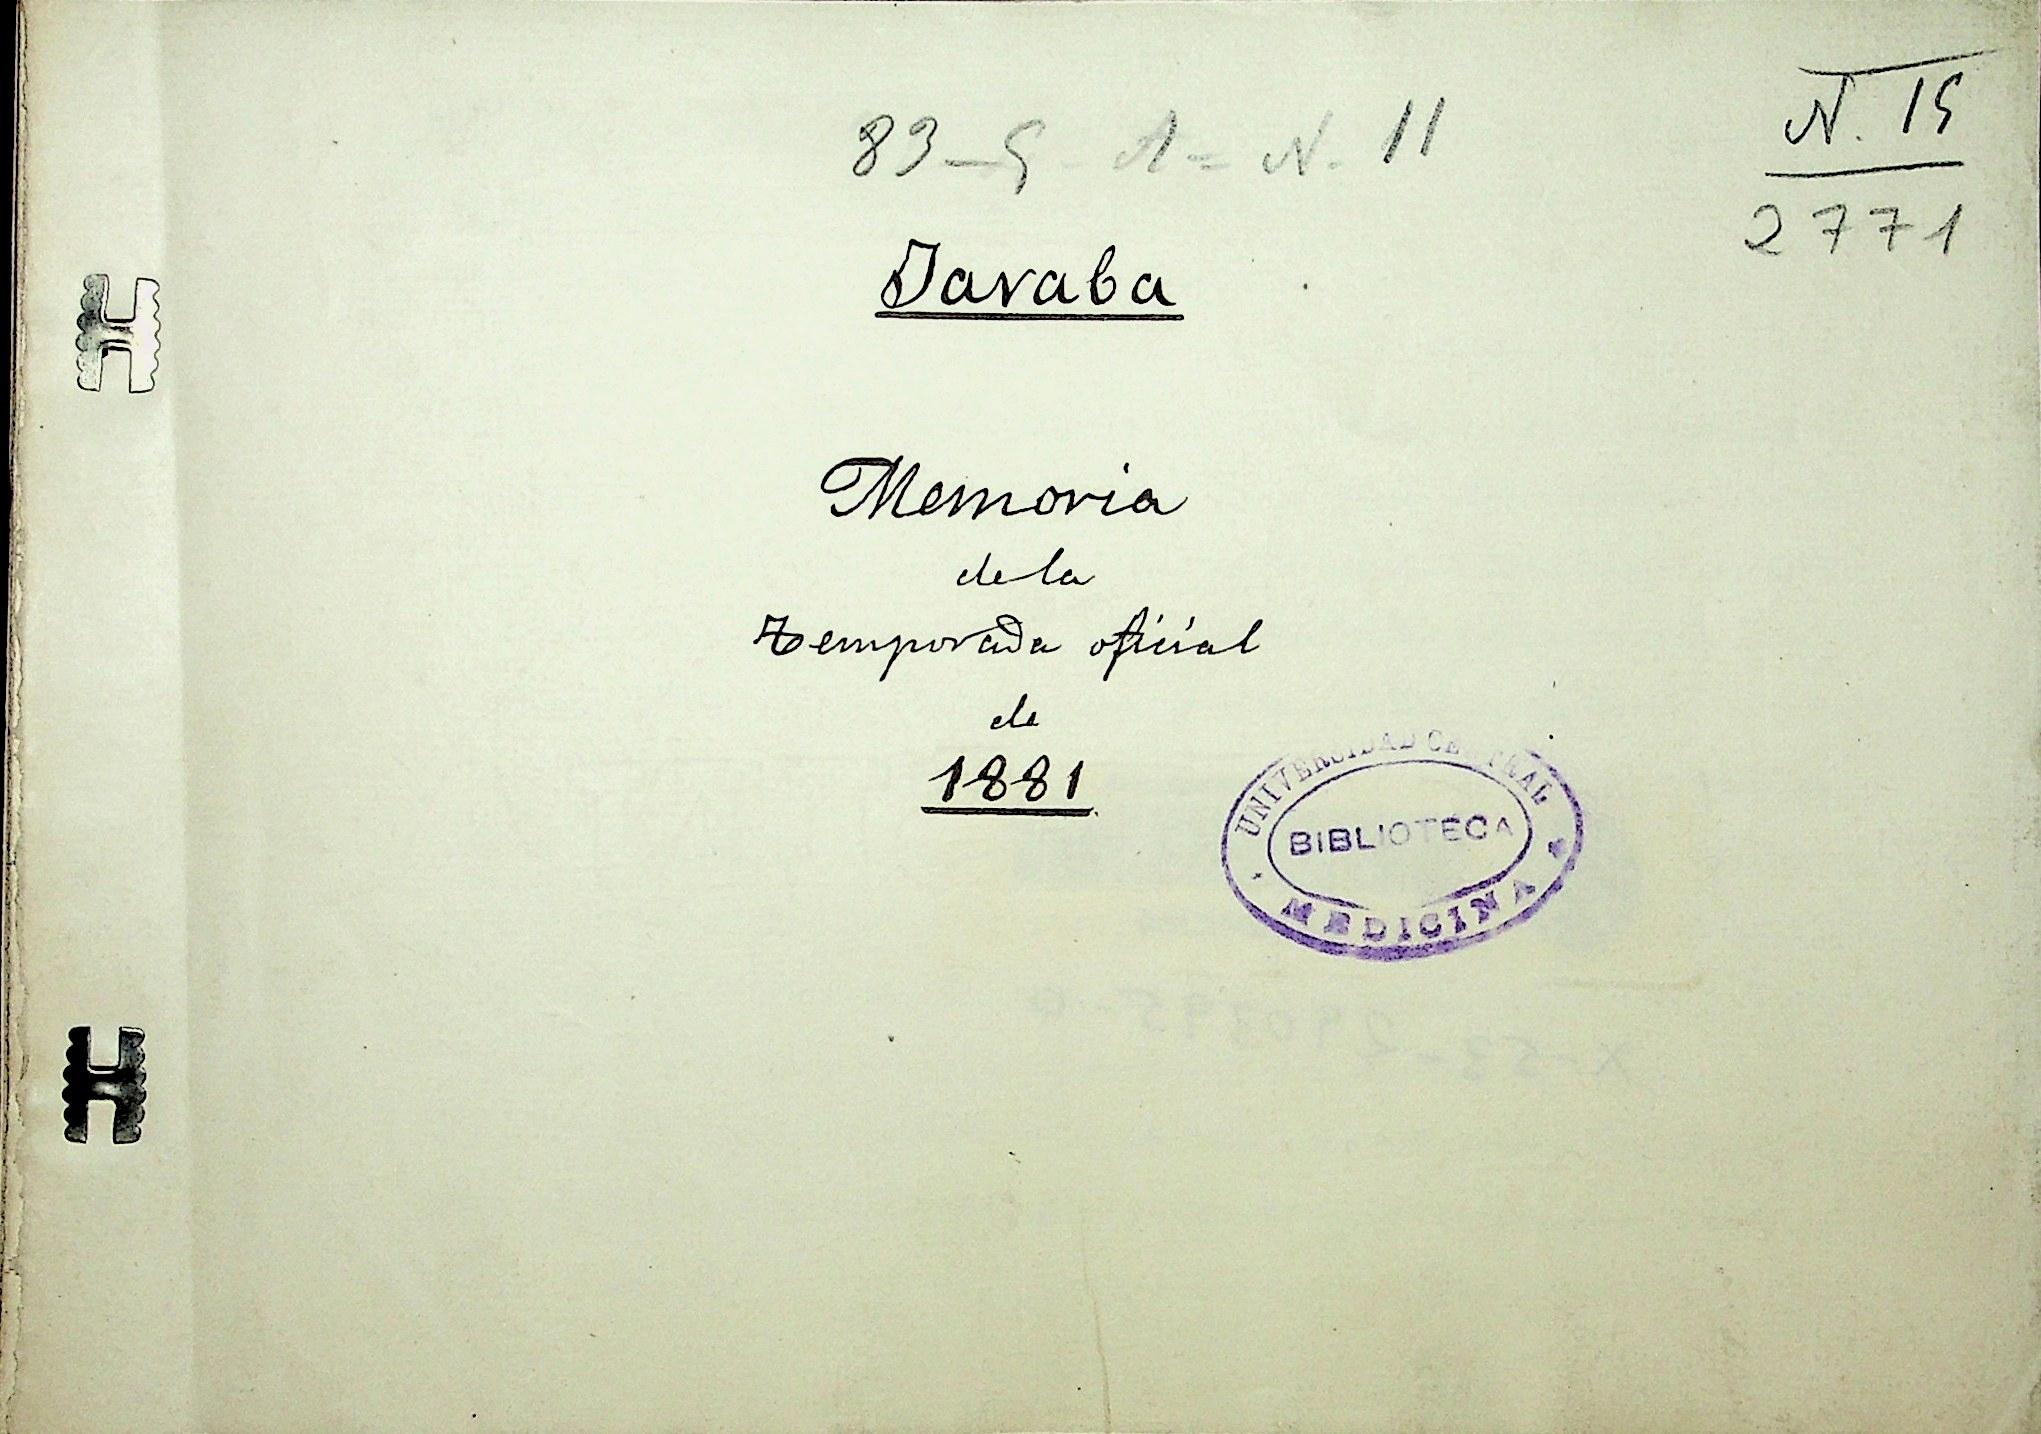 N. 15
2771
83-5-A=N. 11
Jaraba
Memoria
de la
temporada oficial
de
1881
UNIVERSIDAD CENTRAL
BIBLIOTECA
MEDICINA